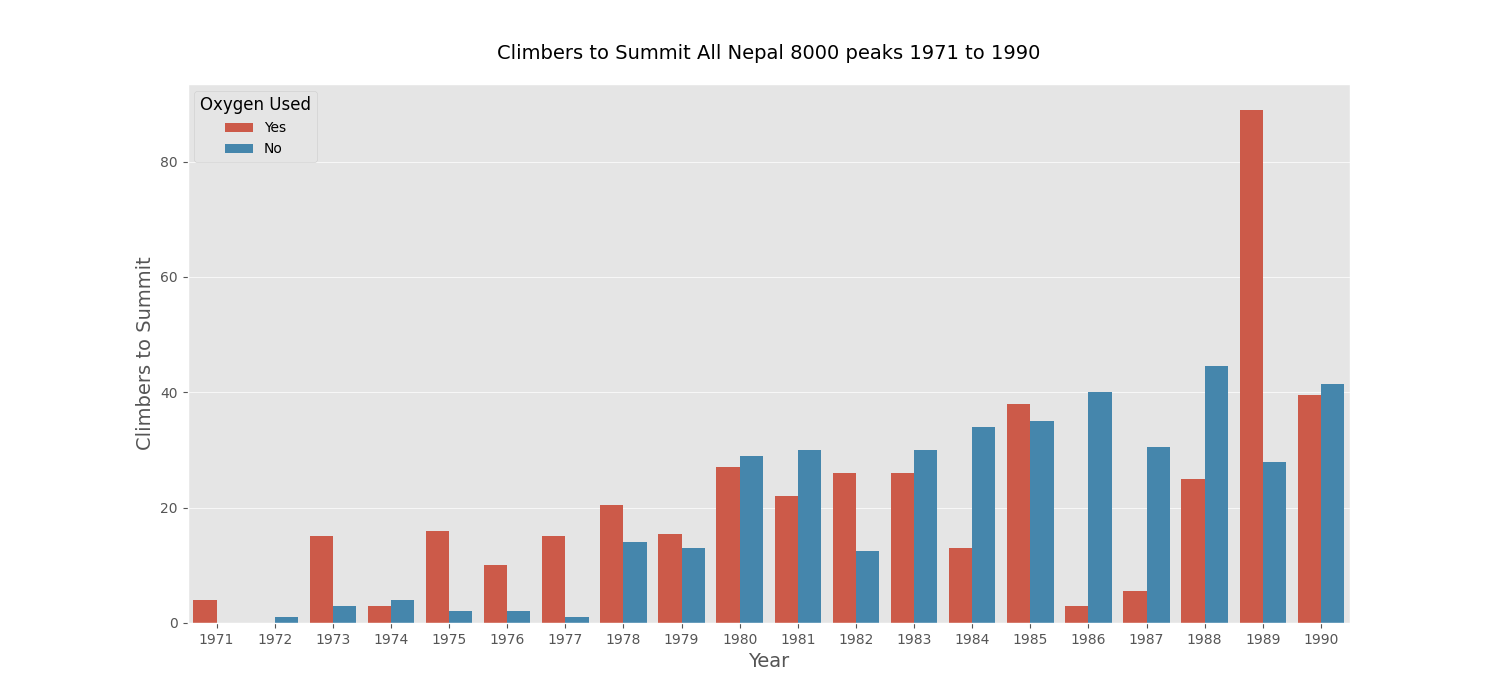 Climbers to Summit All Nepal 8000 peaks 1971 to 1990
Oxygen Used
Yes
No
Climbers to Summit
80
60
40
20
0
1971 1972 1973 1974 1975 1976 1977 1978 1979 1980 1981 1982 1983 1984 1985 1986 1987 1988 1989 1990
Year